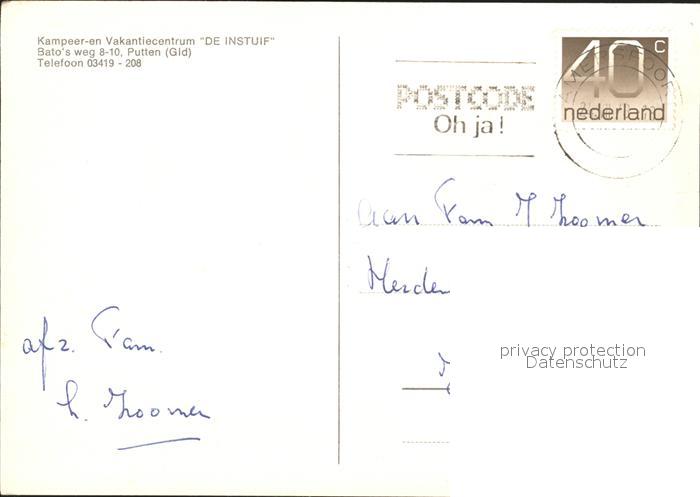 Kampeer-en Vakantiecentrum "DE INSTUIF"
Bato's weg 8-10, Putten (Gld)
Telefoon 03419 - 208
40 c
nederland
POSTCODE
Oh ja!
aan Fam
afz. Fam.
h.
privacy protection
Datenschutz